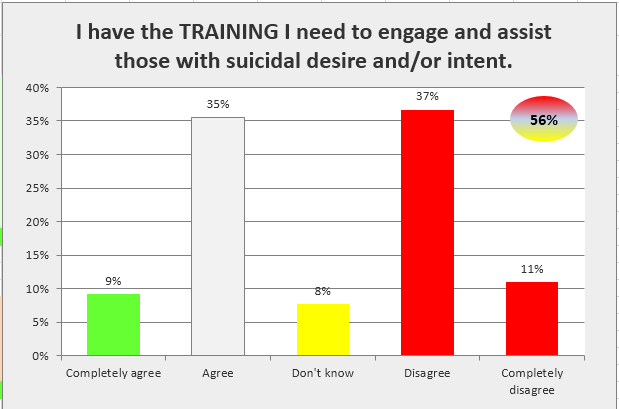 I have the TRAINING I need to engage and assist
those with suicidal desire and/or intent.
40%
35%
30%
25%
20%
15%
10%
5%
0%
9%
35%
8%
37%
11%
56%
Completely agree
Agree
Don't know
Disagree
Completely
disagree